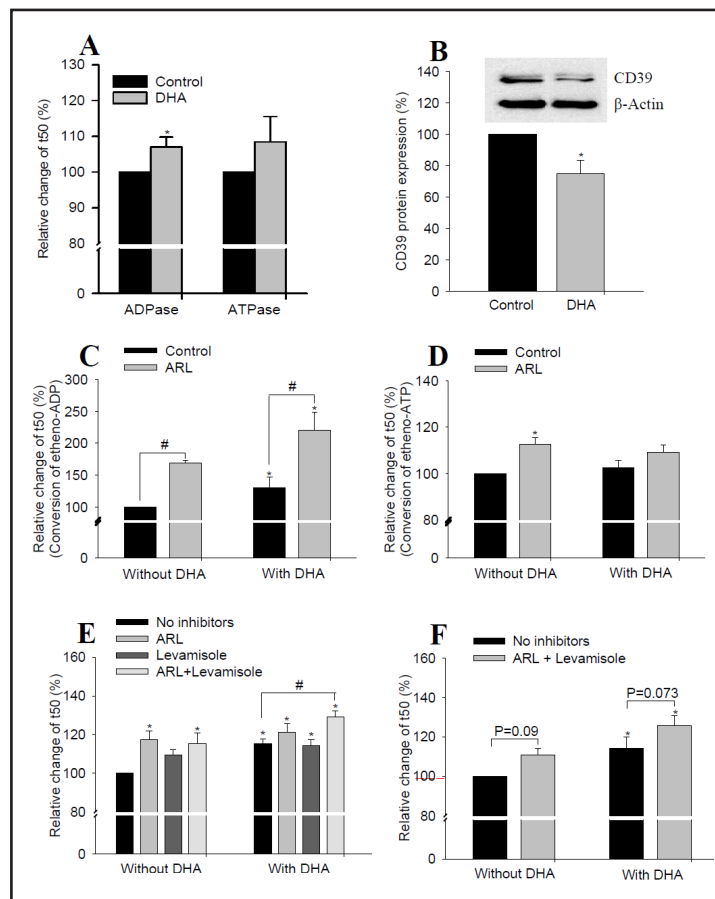 A
Relative change of t50 (%)
130
120
110
100
90
80
0
Control
DHA
*
ADPase
ATPase
B
CD39 protein expression (%)
140
120
100
80
60
40
20
0
CD39
β-Actin
*
Control
DHA
C
Relative change of t50 (%)
(Conversion of etheno-ADP)
300
250
200
150
100
0
Control
ARL
#
#
*
*
Without DHA
With DHA
D
Relative change of t50 (%)
(Conversion of etheno-ATP)
140
120
100
80
0
Control
ARL
*
Without DHA
With DHA
E
Relative change of t50 (%)
160
140
120
100
80
0
No inhibitors
ARL
Levamisole
ARL+Levamisole
#
* * * * * *
Without DHA
With DHA
F
Relative change of t50 (%)
160
140
120
100
80
0
No inhibitors
ARL + Levamisole
P=0.09
P=0.073
* *
Without DHA
With DHA